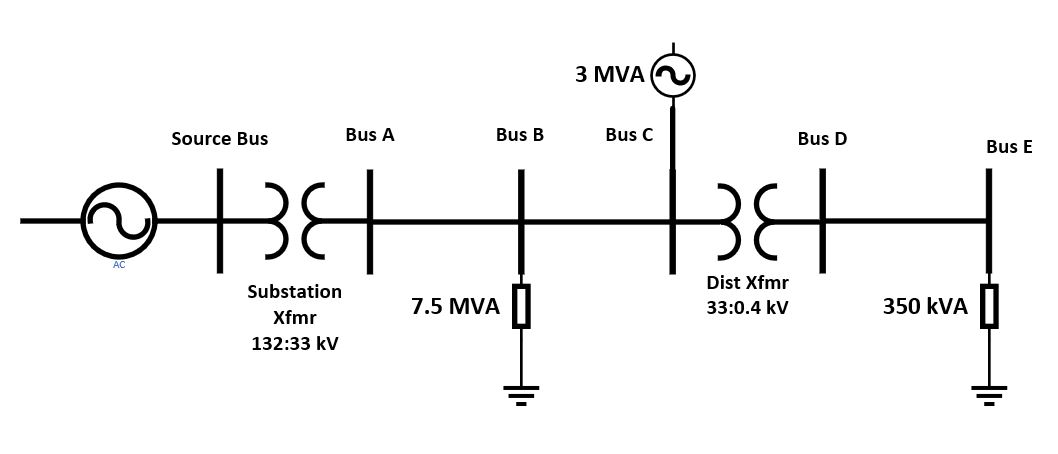 3 MVA
Source Bus
Bus A
Bus B
Bus C
Bus D
Bus E
AC
Substation
Xfmr
132:33 kV
7.5 MVA
Dist Xfmr
33:0.4 kV
350 kVA